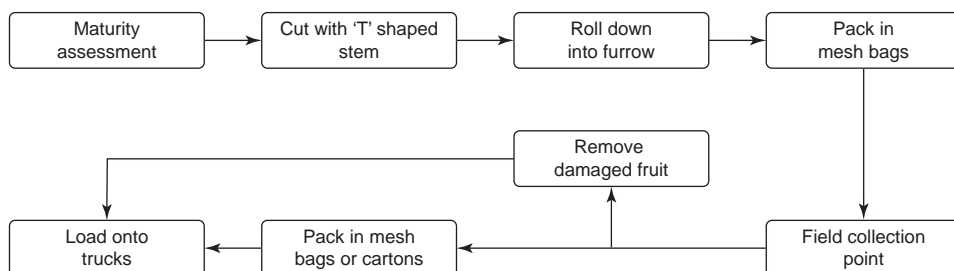 Maturity
assessment
Cut with ‘T’ shaped
stem
Roll down
into furrow
Pack in
mesh bags
Remove
damaged fruit
Load onto
trucks
Pack in mesh
bags or cartons
Field collection
point